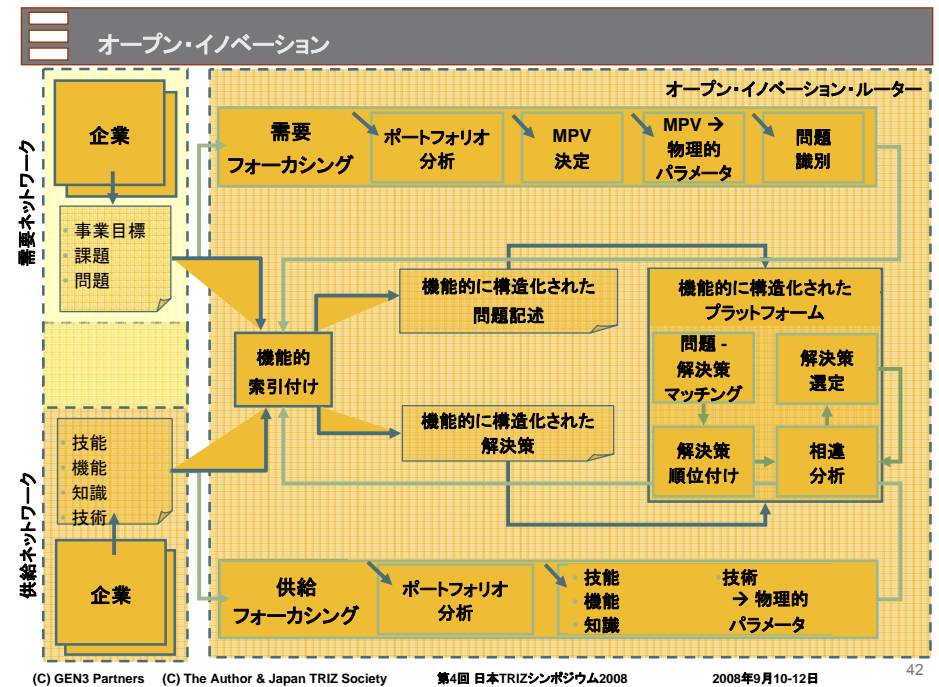 オープン・イノベーション
オープン・イノベーション・ルーター
需要ネットワーク
企業
事業目標
課題
問題
需要
フォーカシング
ポートフォリオ
分析
MPV
決定
MPV →
物理的
パラメータ
問題
識別
機能的
索引付け
機能的に構造化された
問題記述
機能的に構造化された
解決策
機能的に構造化された
プラットフォーム
問題 -
解決策
マッチング
解決策
選定
解決策
順位付け
相違
分析
供給ネットワーク
技能
機能
知識
技術
企業
供給
フォーカシング
ポートフォリオ
分析
技能
機能
知識
技術
→ 物理的
パラメータ
(C) GEN3 Partners (C) The Author & Japan TRIZ Society 第4回 日本TRIZシンポジウム2008 2008年9月10-12日 42